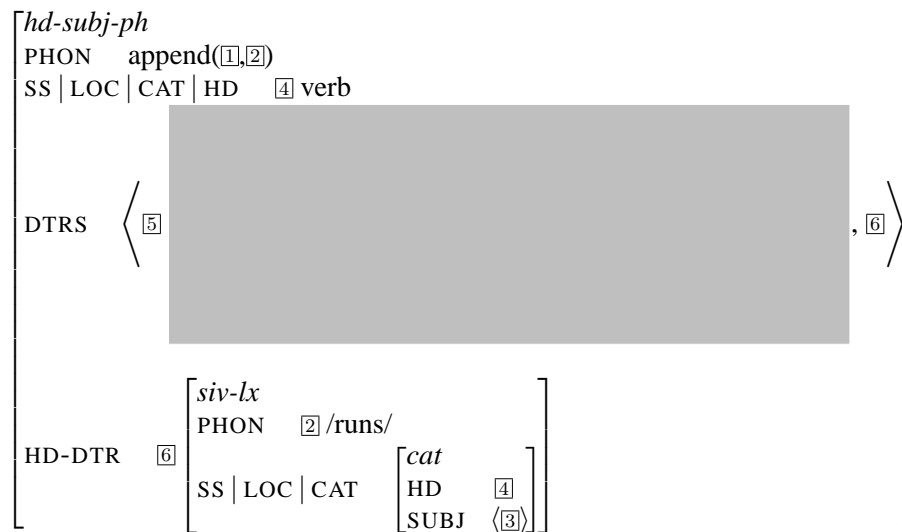 hd-subj-ph
PHON append(1,2)
SS | LOC | CAT | HD 4 verb
DTRS ⟨ 5 , 6 ⟩
siv-lx
PHON 2 /runs/
HD-DTR 6
cat
SS | LOC | CAT HD 4
SUBJ ⟨3⟩